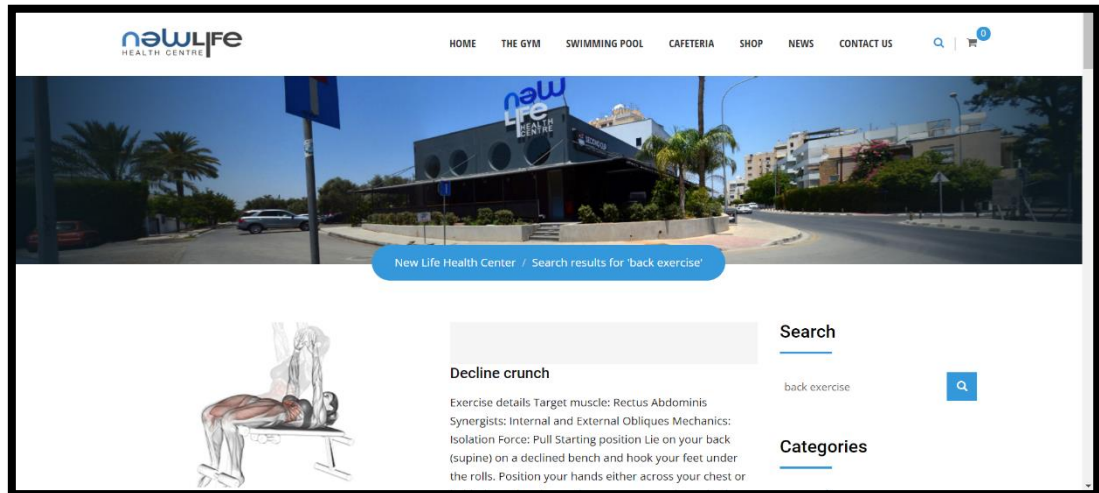 newLIFE
HEALTH CENTRE
HOME THE GYM SWIMMING POOL CAFETERIA SHOP NEWS CONTACT US
0
new
LIFE
HEALTH
CENTRE
New Life Health Center / Search results for 'back exercise'
Decline crunch
Exercise details Target muscle: Rectus Abdominis
Synergists: Internal and External Obliques Mechanics:
Isolation Force: Pull Starting position Lie on your back
(supine) on a declined bench and hook your feet under
the rolls. Position your hands either across your chest or
Search
back exercise
Categories